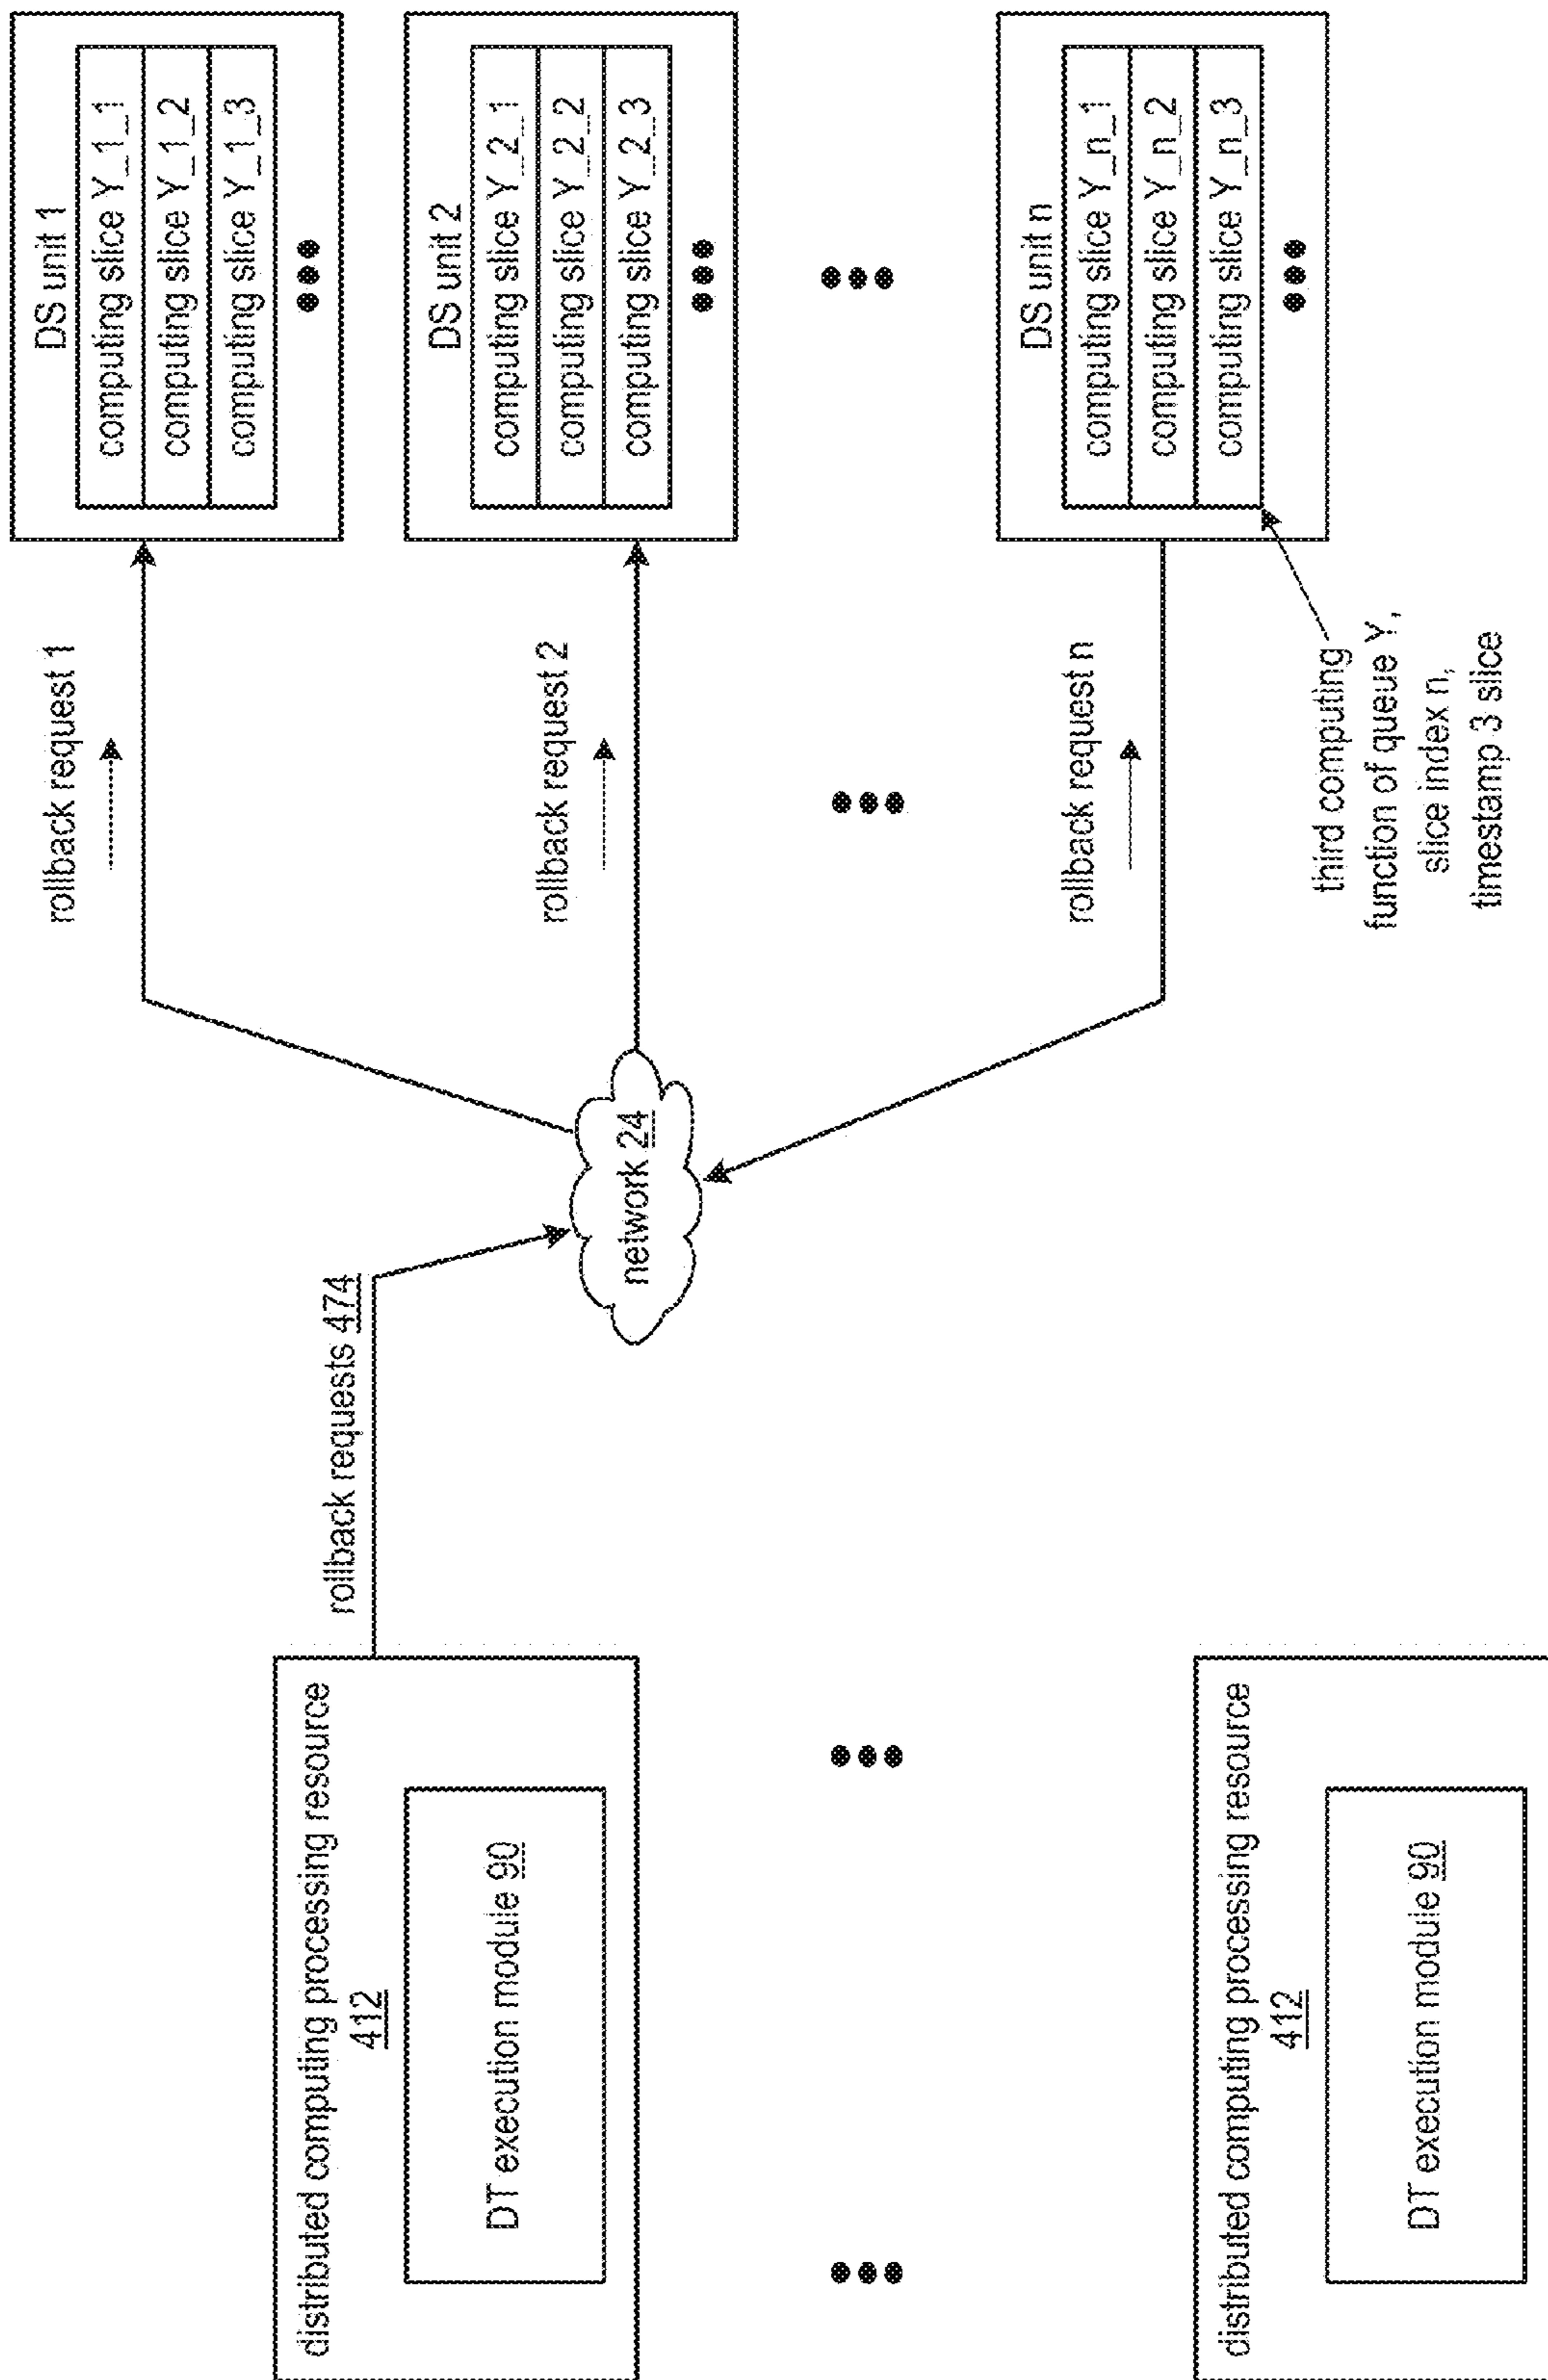 distributed computing processing resource
412
DT execution module 90
rollback requests 474
network 24
rollback request 1
DS unit 1
computing slice Y_1_1
computing slice Y_1_2
computing slice Y_1_3
rollback request 2
DS unit 2
computing slice Y_2_1
computing slice Y_2_2
computing slice Y_2_3
rollback request n
DS unit n
computing slice Y_n_1
computing slice Y_n_2
computing slice Y_n_3
third computing
function of queue Y,
slice index n,
timestamp 3 slice
distributed computing processing resource
412
DT execution module 90